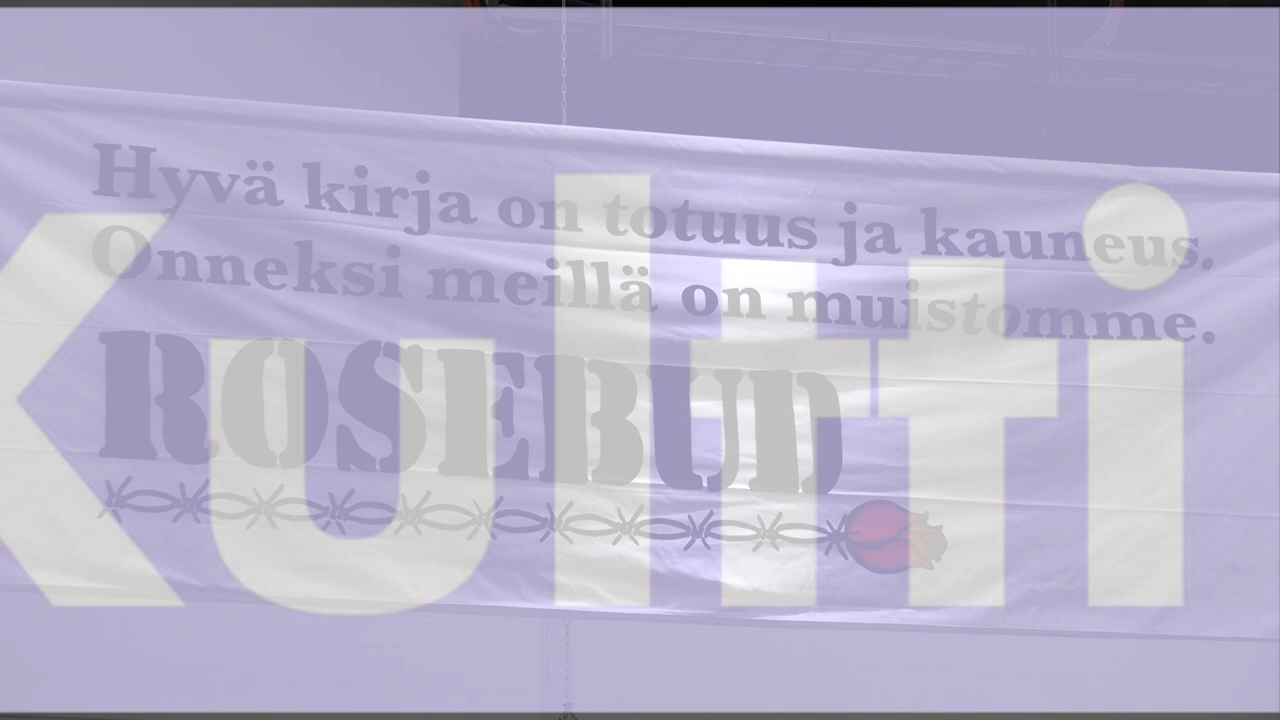 Hyvä kirja on totuus ja kauneus.
Onneksi meillä on muistomme.
ROSEBUD
Kultti